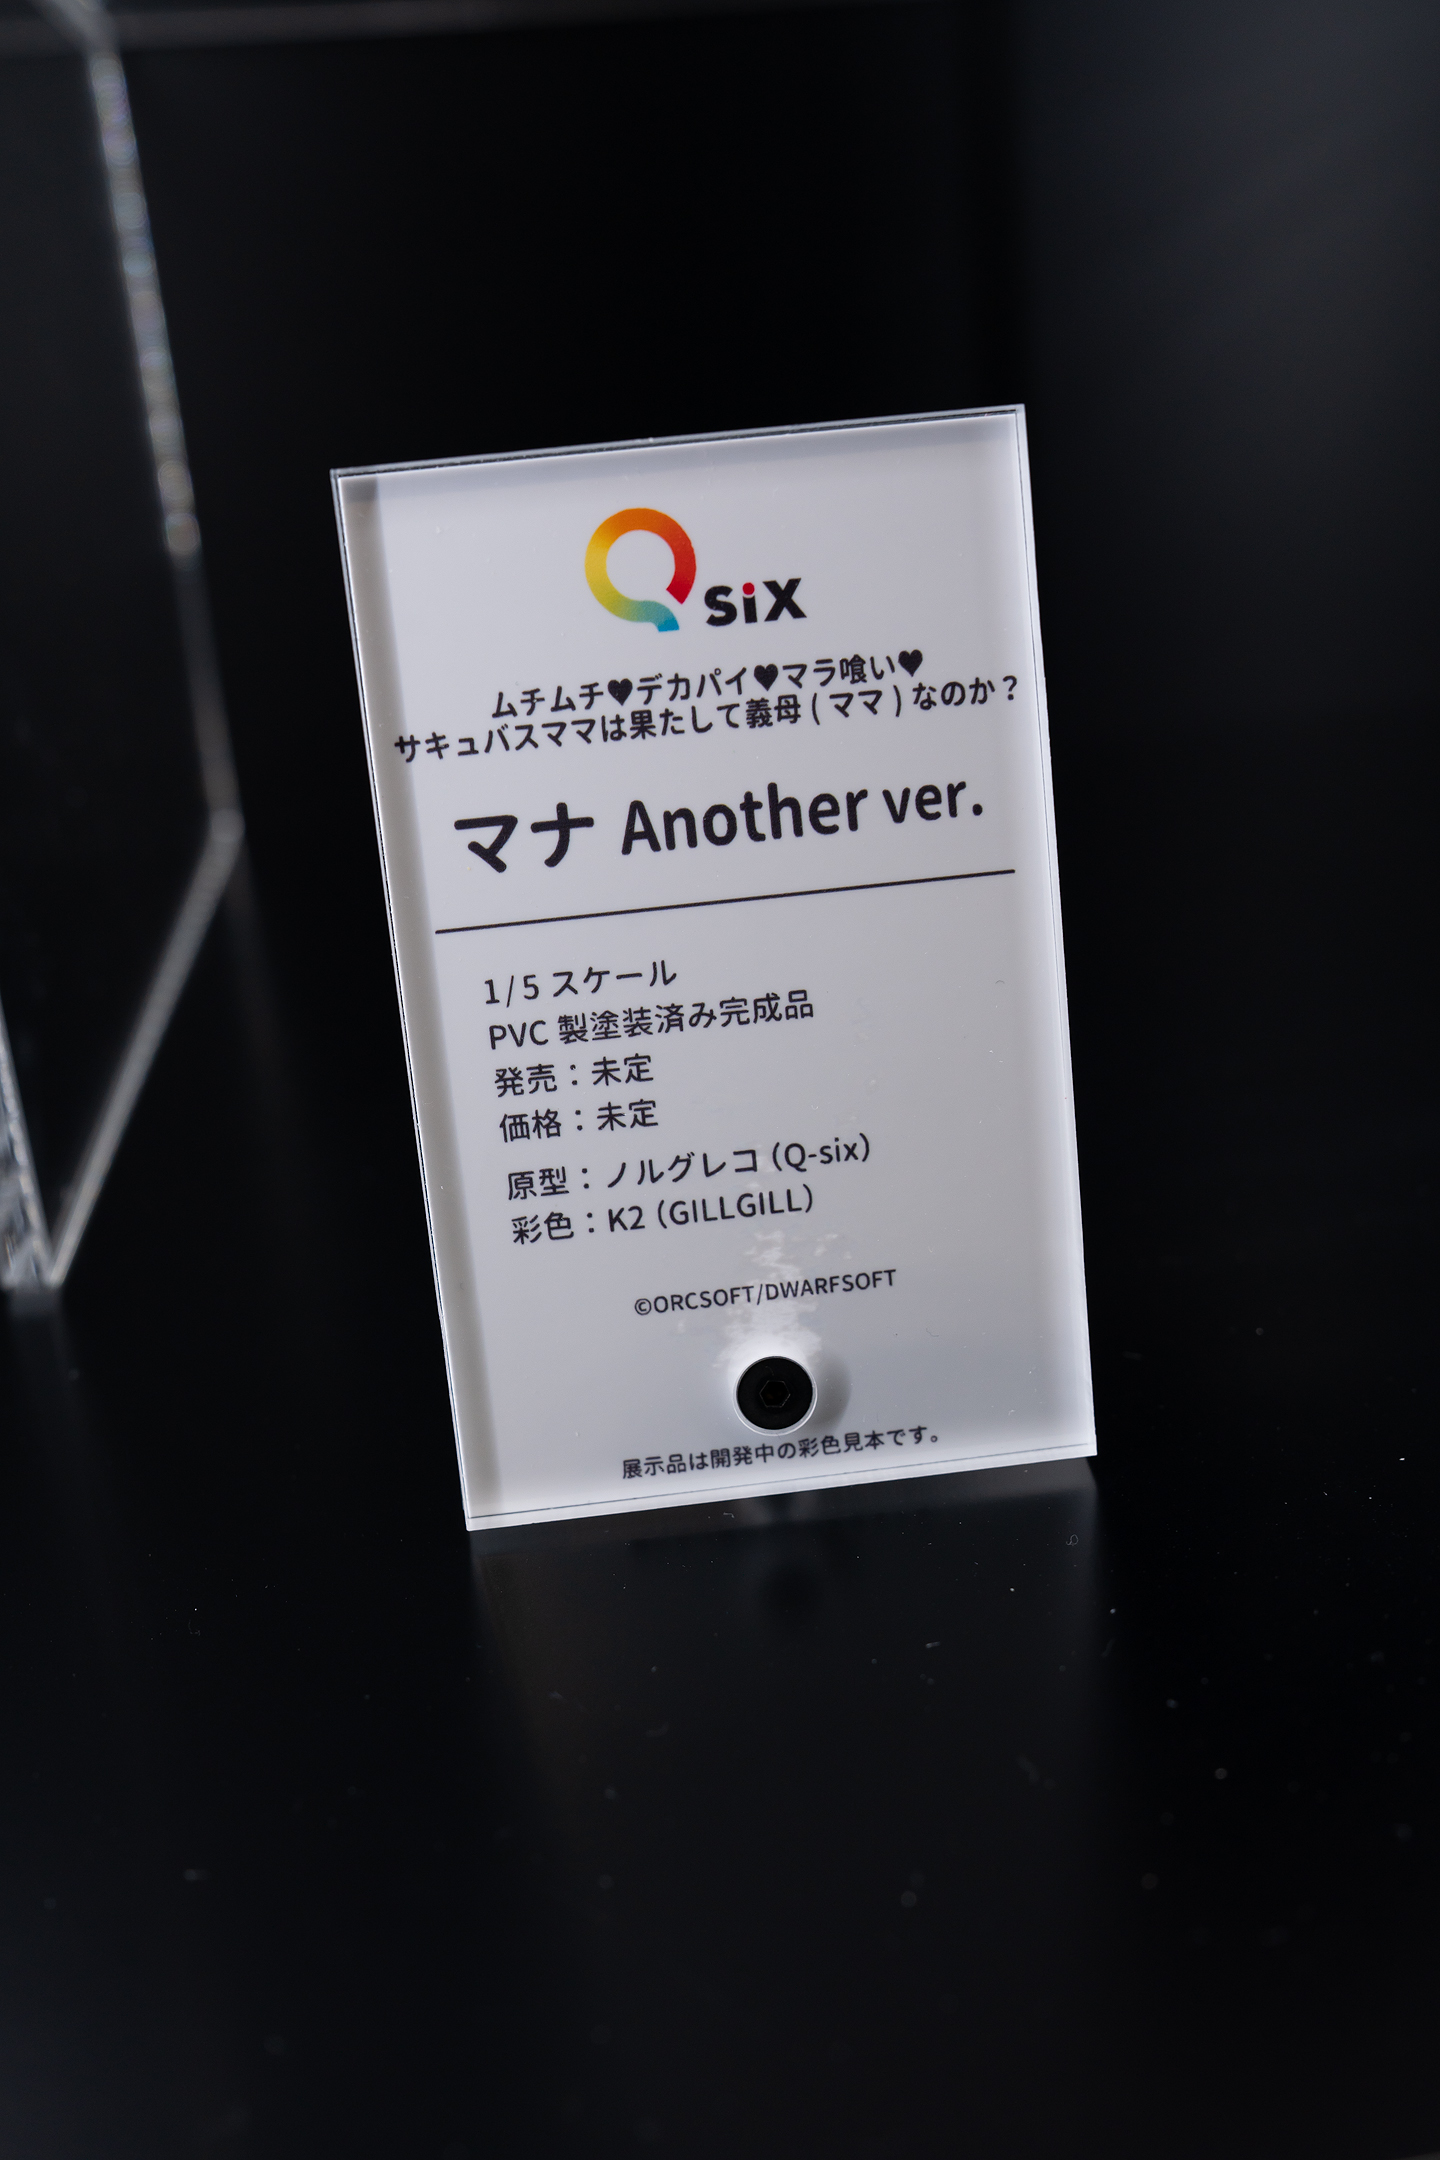 Q six
ムチムチ♥デカパイ♥マラ喰い♥
サキュバスママは果たして義母(ママ)なのか？
マナ Another ver.
1/5 スケール
PVC 製塗装済み完成品
発売：未定
価格：未定
原型：ノルグレコ（Q-six）
彩色：K2（GILLGILL）
©ORCSOFT/DWARFSOFT
展示品は開発中の彩色見本です。